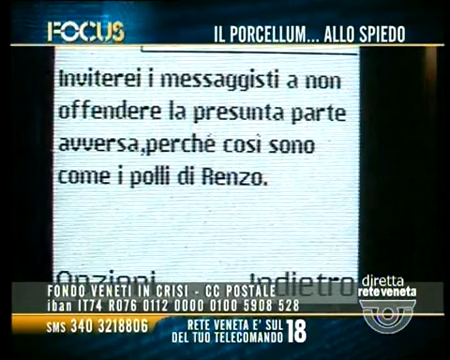 FOCUS
IL PORCELLUM... ALLO SPIEDO
Inviterei i messaggisti a non
offendere la presunta parte
avversa,perché così sono
come i polli di Renzo.
Opzioni Indietro
FONDO VENETI IN CRISI - CC POSTALE
iban IT74 R076 0112 0000 0100 5908 528
diretta
reteveneta
SMS 340 3218806
RETE VENETA E' SUL
DEL TUO TELECOMANDO 18